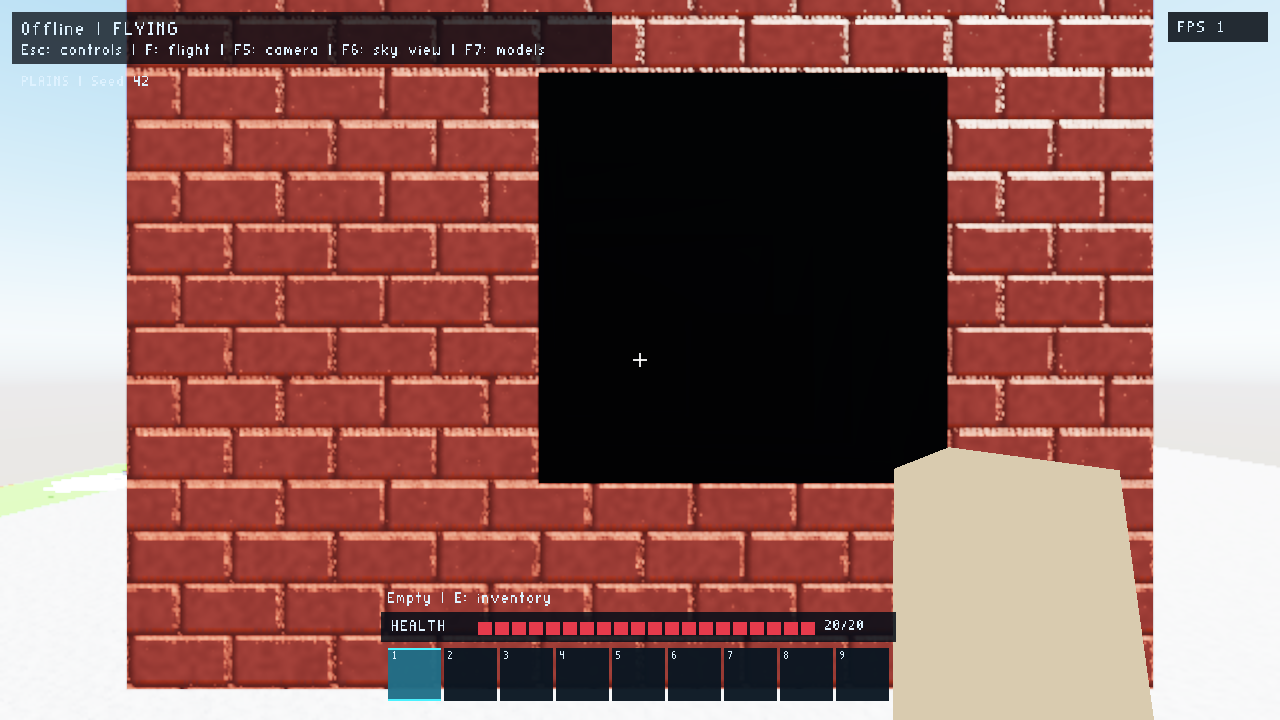 Offline | FLYING
FPS 1
Esc: controls | F: flight | F5: camera | F6: sky view | F7: models
PLAINS | Seed 42
Empty | E: inventory
HEALTH 20/20
1 2 3 4 5 6 7 8 9